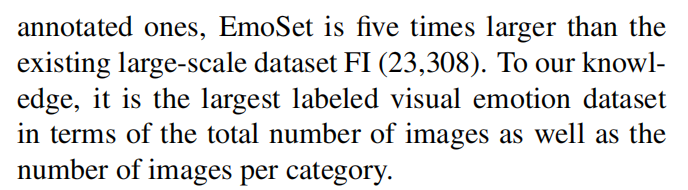 annotated ones, EmoSet is five times larger than the
existing large-scale dataset FI (23,308). To our knowl-
edge, it is the largest labeled visual emotion dataset
in terms of the total number of images as well as the
number of images per category.